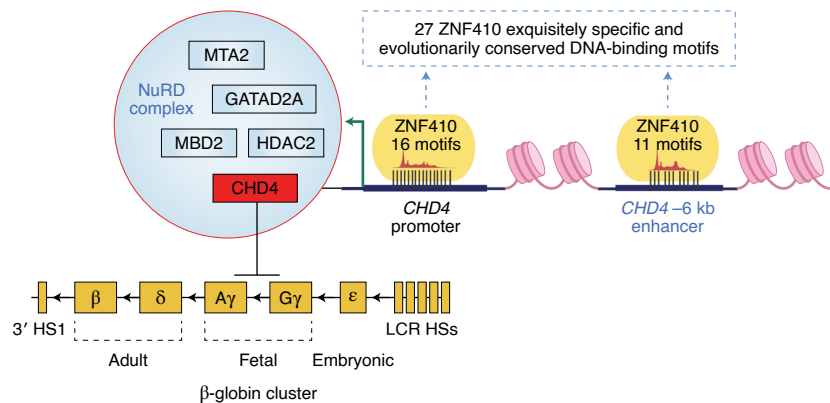 27 ZNF410 exquisitely specific and
evolutionarily conserved DNA-binding motifs
MTA2
NuRD
complex
GATAD2A
MBD2
HDAC2
CHD4
ZNF410
16 motifs
ZNF410
11 motifs
CHD4
promoter
CHD4 –6 kb
enhancer
β
δ
Aγ
Gγ
ε
3′ HS1
LCR HSs
Adult
Fetal
Embryonic
β-globin cluster